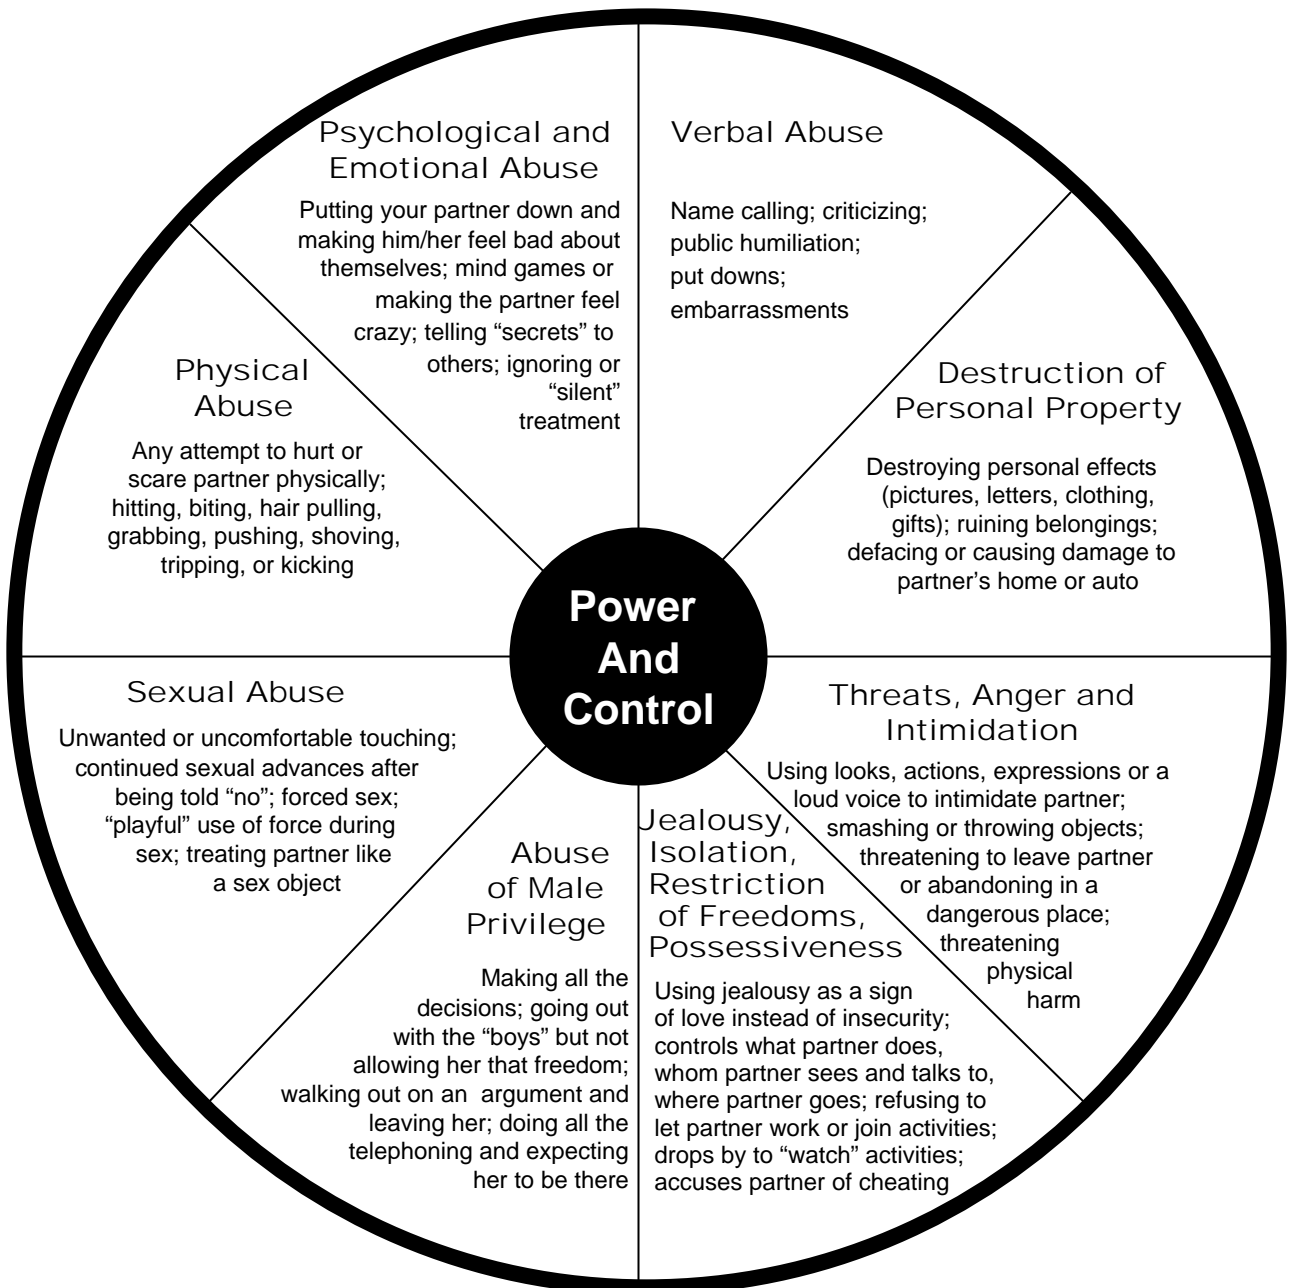 Psychological and
Emotional Abuse
Putting your partner down and
making him/her feel bad about
themselves; mind games or
making the partner feel
crazy; telling “secrets” to
others; ignoring or
“silent”
treatment
Verbal Abuse
Name calling; criticizing;
public humiliation;
put downs;
embarrassments
Physical
Abuse
Any attempt to hurt or
scare partner physically;
hitting, biting, hair pulling,
grabbing, pushing, shoving,
tripping, or kicking
Destruction of
Personal Property
Destroying personal effects
(pictures, letters, clothing,
gifts); ruining belongings;
defacing or causing damage to
partner’s home or auto
Power
And
Control
Sexual Abuse
Unwanted or uncomfortable touching;
continued sexual advances after
being told “no”; forced sex;
“playful” use of force during
sex; treating partner like
a sex object
Threats, Anger and
Intimidation
Using looks, actions, expressions or a
loud voice to intimidate partner;
smashing or throwing objects;
threatening to leave partner
or abandoning in a
dangerous place;
threatening
physical
harm
Abuse
of Male
Privilege
Making all the
decisions; going out
with the “boys” but not
allowing her that freedom;
walking out on an argument and
leaving her; doing all the
telephoning and expecting
her to be there
Jealousy,
Isolation,
Restriction
of Freedoms,
Possessiveness
Using jealousy as a sign
of love instead of insecurity;
controls what partner does,
whom partner sees and talks to,
where partner goes; refusing to
let partner work or join activities;
drops by to “watch” activities;
accuses partner of cheating